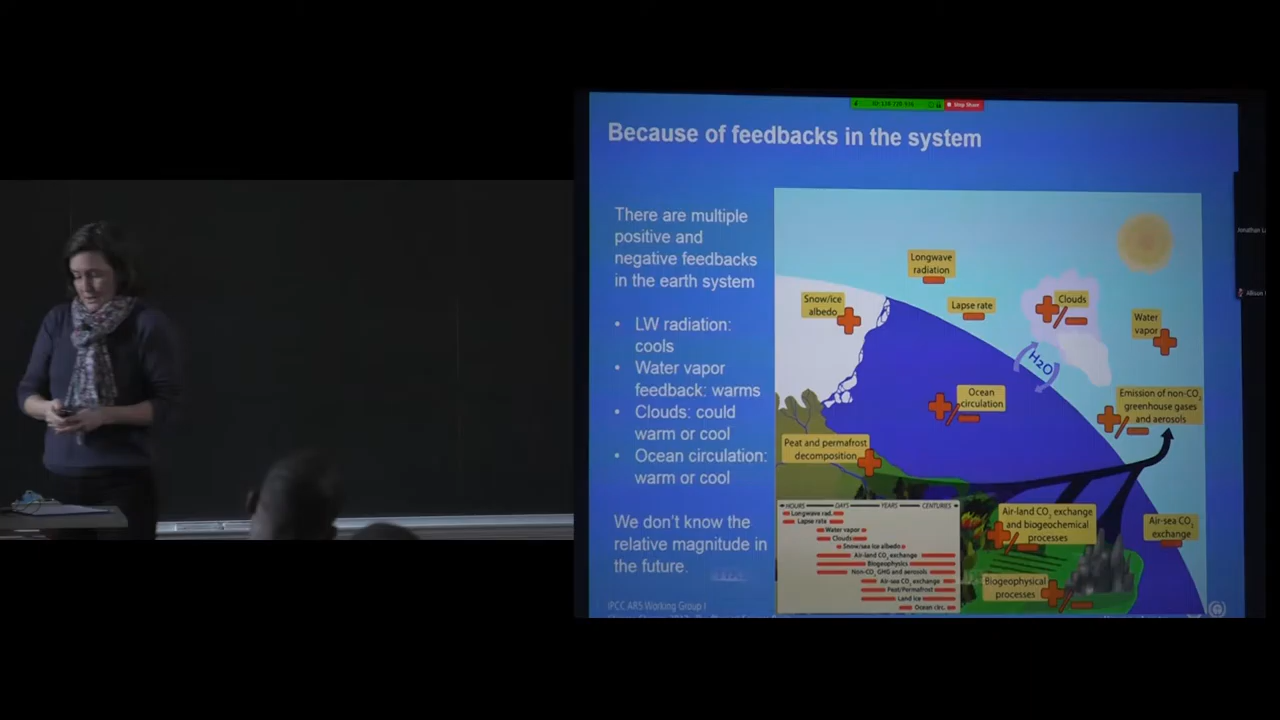 Stop Share
Because of feedbacks in the system
There are multiple
positive and
negative feedbacks
in the earth system
• LW radiation:
cools
• Water vapor
feedback: warms
• Clouds: could
warm or cool
• Ocean circulation:
warm or cool
We don't know the
relative magnitude in
the future.
IPCC AR5 Working Group I
Longwave
radiation
Snow/ice
albedo
Lapse rate
Clouds
Water
vapor
H₂O
Ocean
circulation
Emission of non-CO₂
greenhouse gases
and aerosols
Peat and permafrost
decomposition
Air-land CO₂ exchange
and biogeochemical
processes
Air-sea CO₂
exchange
Biogeophysical
processes
HOURS DAYS YEARS CENTURIES
Longwave rad.
Lapse rate
Water vapor
Clouds
Snow/sea ice albedo
Air-land CO₂ exchange
Biogeophysics
Non-CO₂ GHG and aerosols
Air-sea CO₂ exchange
Peat/Permafrost
Land ice
Ocean circ.
Jonathan
Allison